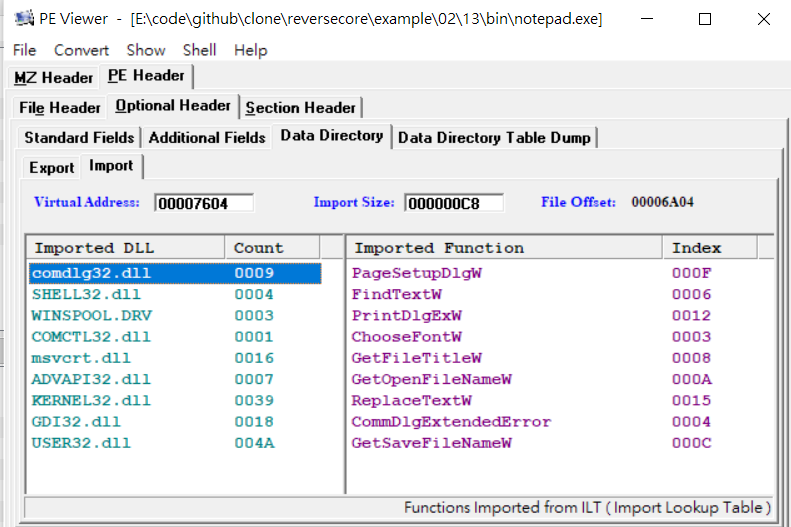 PE Viewer - [E:\code\github\clone\reversecore\example\02\13\bin\notepad.exe]
File Convert Show Shell Help
MZ Header PE Header
File Header Optional Header Section Header
Standard Fields Additional Fields Data Directory Data Directory Table Dump
Export Import
Virtual Address: 00007604 Import Size: 000000C8 File Offset: 00006A04
Imported DLL Count Imported Function Index
comdlg32.dll 0009 PageSetupDlgW 000F
SHELL32.dll 0004 FindTextW 0006
WINSPOOL.DRV 0003 PrintDlgExW 0012
COMCTL32.dll 0001 ChooseFontW 0003
msvcrt.dll 0016 GetFileTitleW 0008
ADVAPI32.dll 0007 GetOpenFileNameW 000A
KERNEL32.dll 0039 ReplaceTextW 0015
GDI32.dll 0018 CommDlgExtendedError 0004
USER32.dll 004A GetSaveFileNameW 000C
Functions Imported from ILT ( Import Lookup Table )